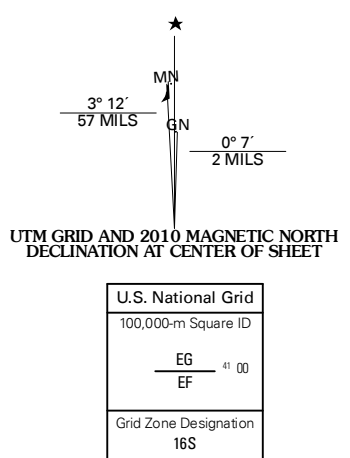 MN
3° 12´
57 MILS
GN
0° 7´
2 MILS
UTM GRID AND 2010 MAGNETIC NORTH
DECLINATION AT CENTER OF SHEET
U.S. National Grid
100,000-m Square ID
EG
41 00
EF
Grid Zone Designation
16S